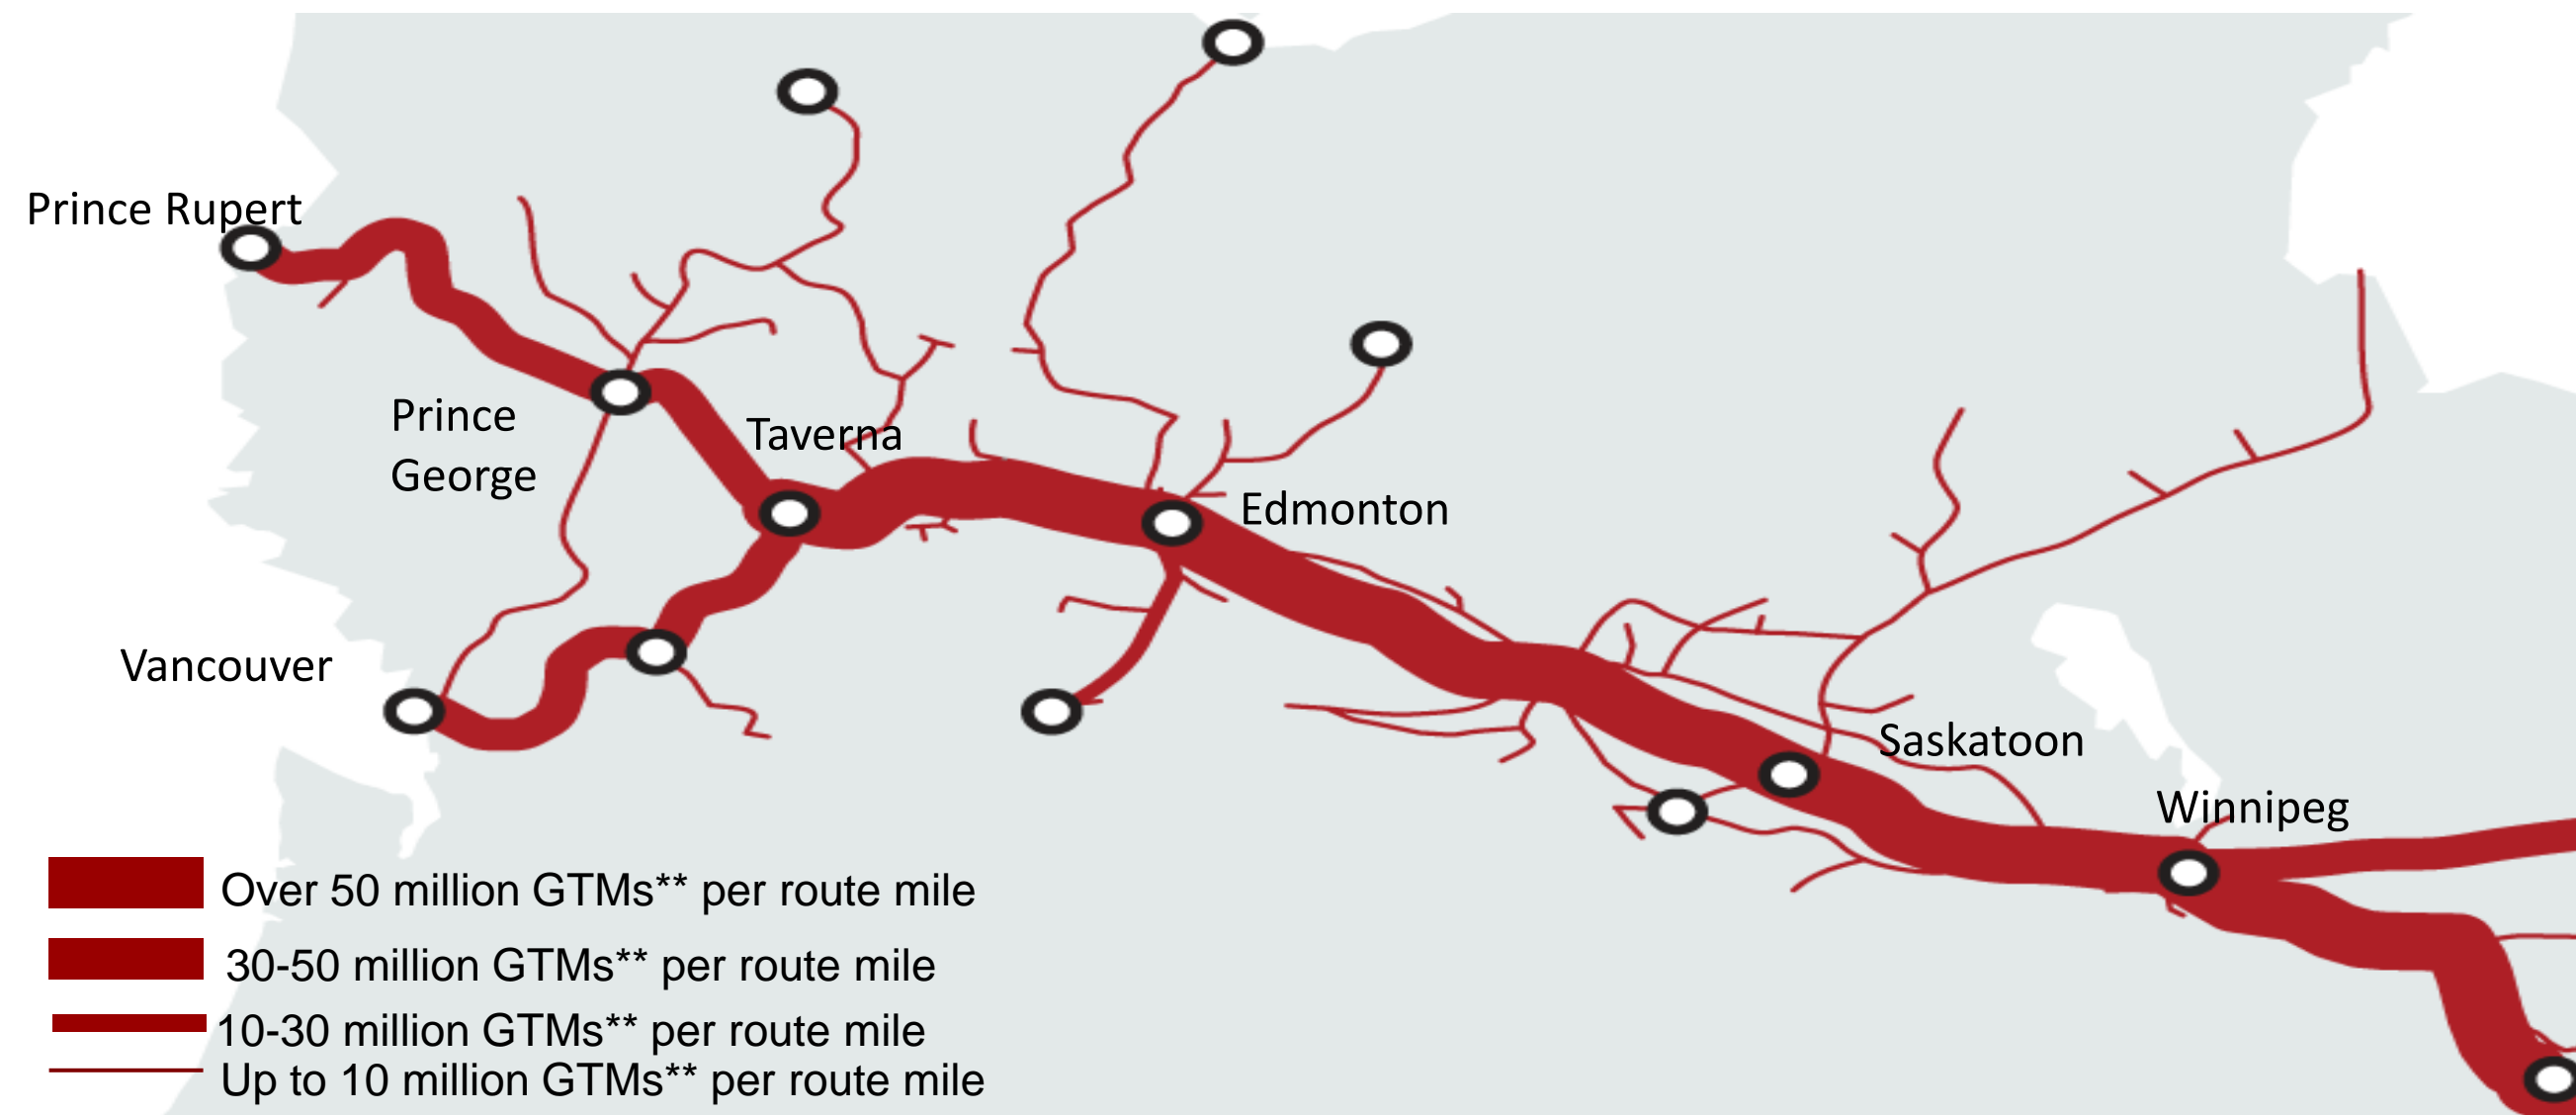 Prince Rupert
Prince
George
Taverna
Edmonton
Vancouver
Saskatoon
Winnipeg
Over 50 million GTMs** per route mile
30-50 million GTMs** per route mile
10-30 million GTMs** per route mile
Up to 10 million GTMs** per route mile